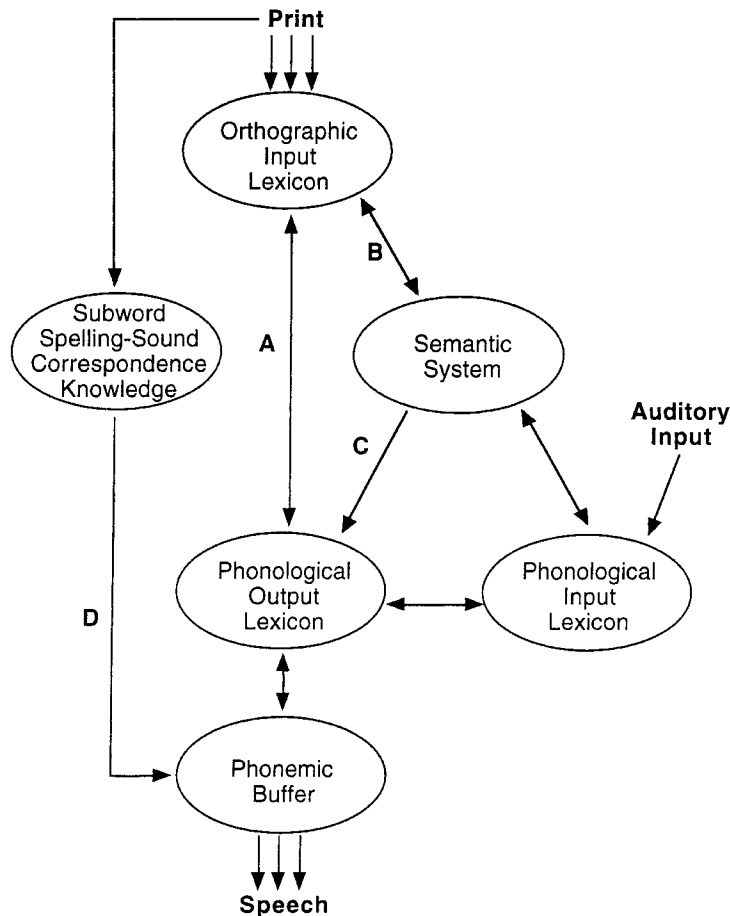 Print
Orthographic
Input
Lexicon
B
Subword
Spelling-Sound
Correspondence
Knowledge
A
Semantic
System
Auditory
Input
C
Phonological
Output
Lexicon
Phonological
Input
Lexicon
D
Phonemic
Buffer
Speech